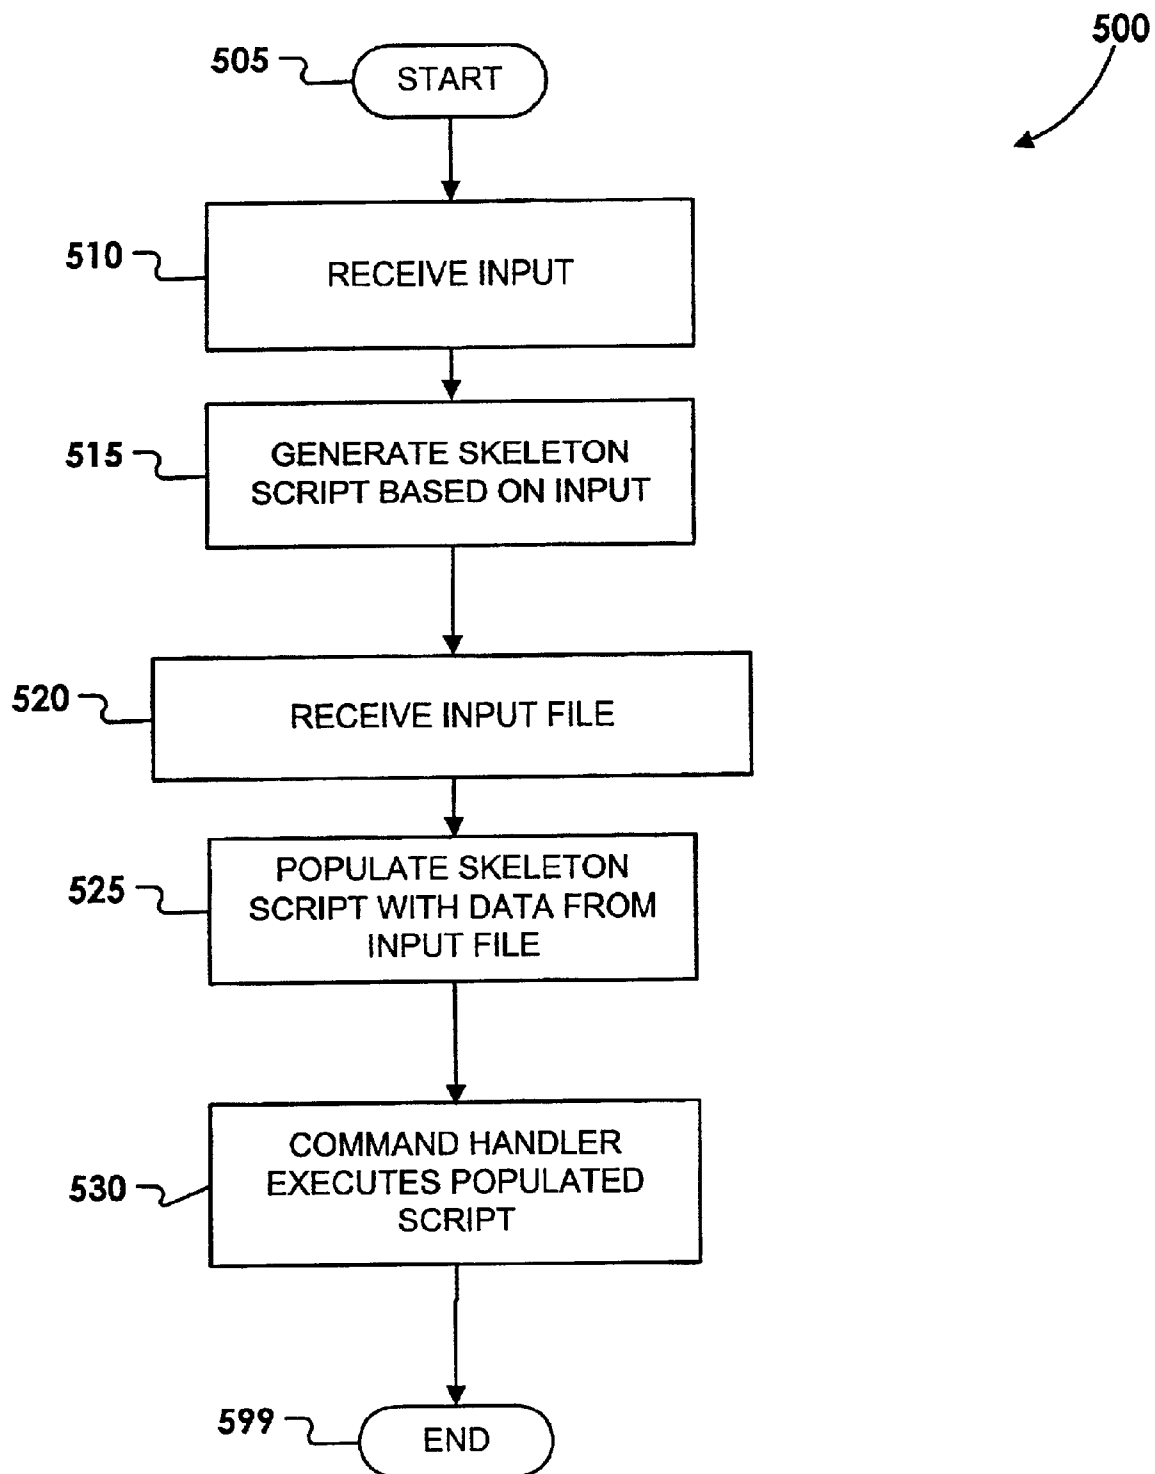 500
505
START
510
RECEIVE INPUT
515
GENERATE SKELETON
SCRIPT BASED ON INPUT
520
RECEIVE INPUT FILE
525
POPULATE SKELETON
SCRIPT WITH DATA FROM
INPUT FILE
530
COMMAND HANDLER
EXECUTES POPULATED
SCRIPT
599
END